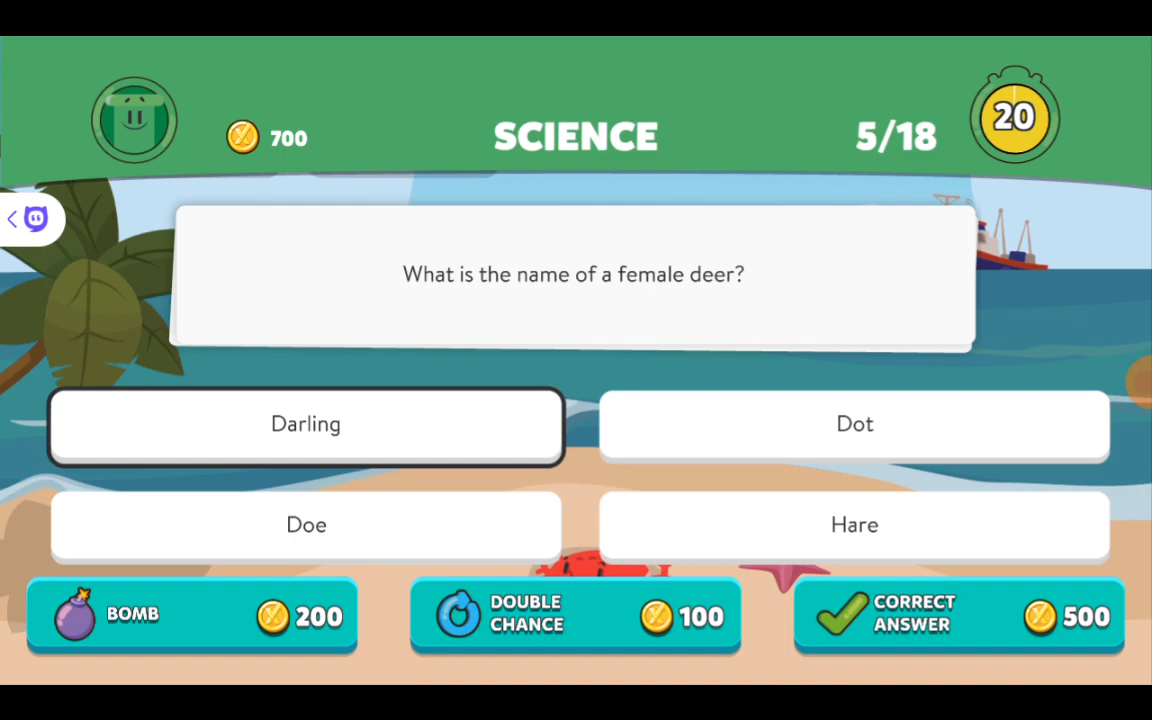 700
SCIENCE
5/18
20
What is the name of a female deer?
Darling
Dot
Doe
Hare
BOMB
200
DOUBLE
CHANCE
100
CORRECT
ANSWER
500